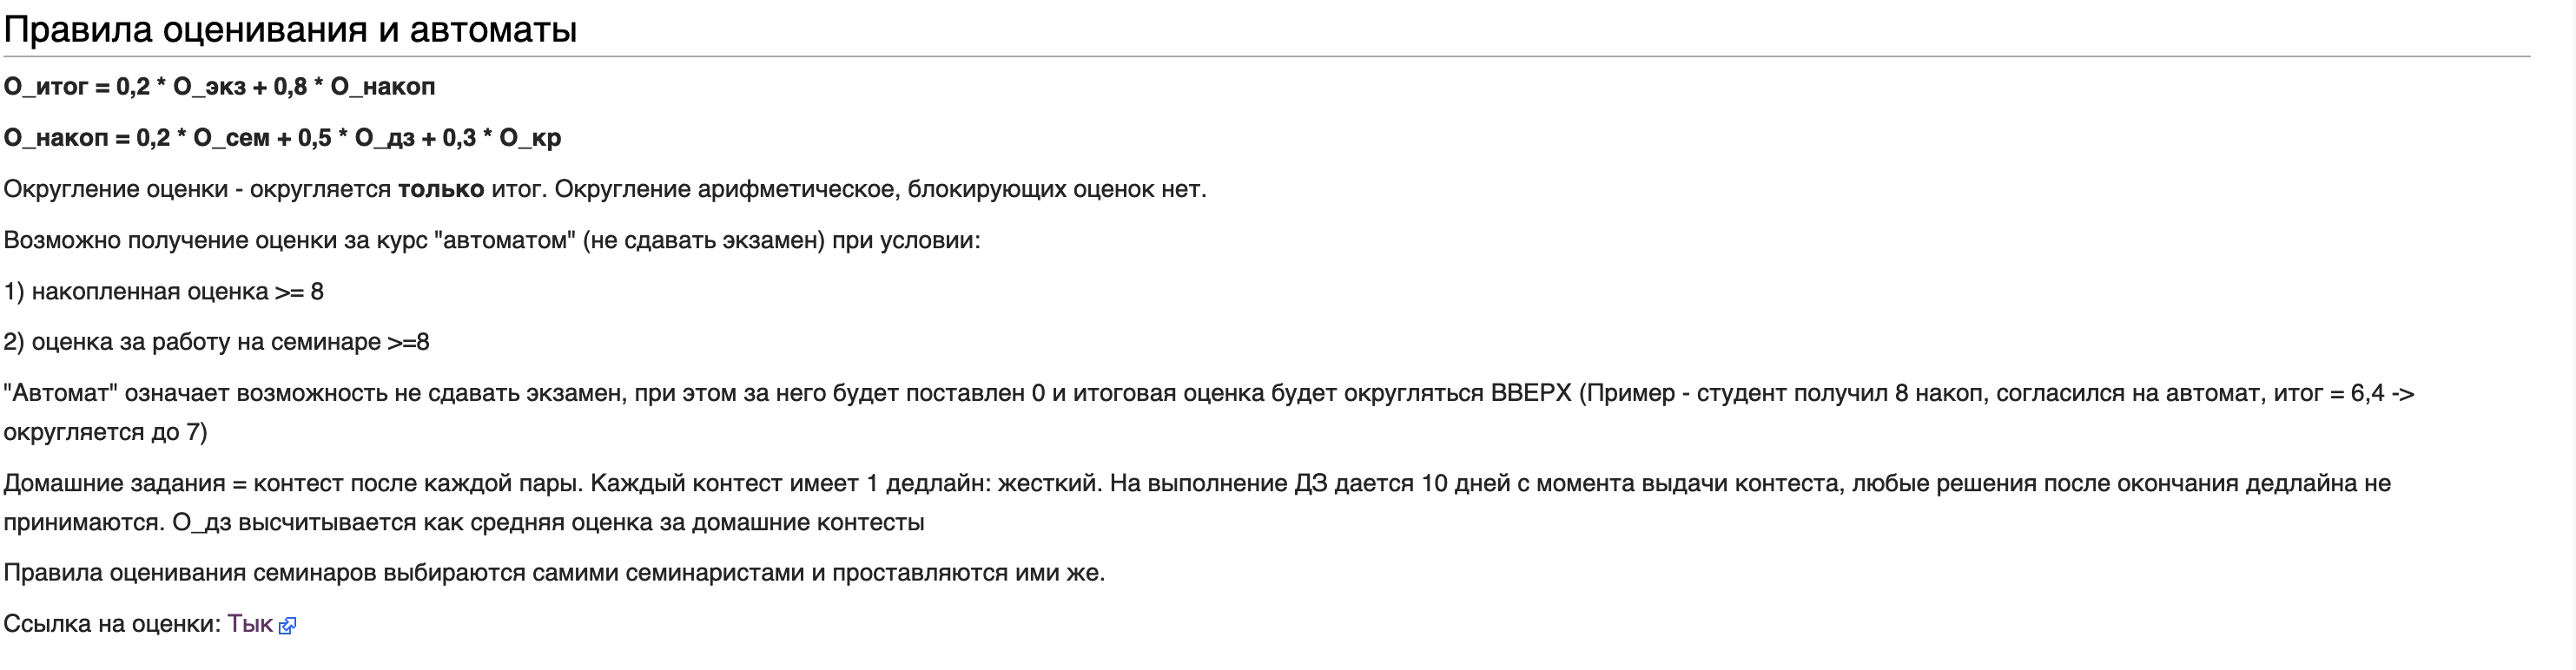 Правила оценивания и автоматы
О_итог = 0,2 * О_экз + 0,8 * О_накоп
О_накоп = 0,2 * О_сем + 0,5 * О_дз + 0,3 * О_кр
Округление оценки - округляется только итог. Округление арифметическое, блокирующих оценок нет.
Возможно получение оценки за курс "автоматом" (не сдавать экзамен) при условии:
1) накопленная оценка >= 8
2) оценка за работу на семинаре >=8
"Автомат" означает возможность не сдавать экзамен, при этом за него будет поставлен 0 и итоговая оценка будет округляться ВВЕРХ (Пример - студент получил 8 накоп, согласился на автомат, итог = 6,4 ->
округляется до 7)
Домашние задания = контест после каждой пары. Каждый контест имеет 1 дедлайн: жесткий. На выполнение ДЗ дается 10 дней с момента выдачи контеста, любые решения после окончания дедлайна не
принимаются. О_дз высчитывается как средняя оценка за домашние контесты
Правила оценивания семинаров выбираются самими семинаристами и проставляются ими же.
Ссылка на оценки: Тык